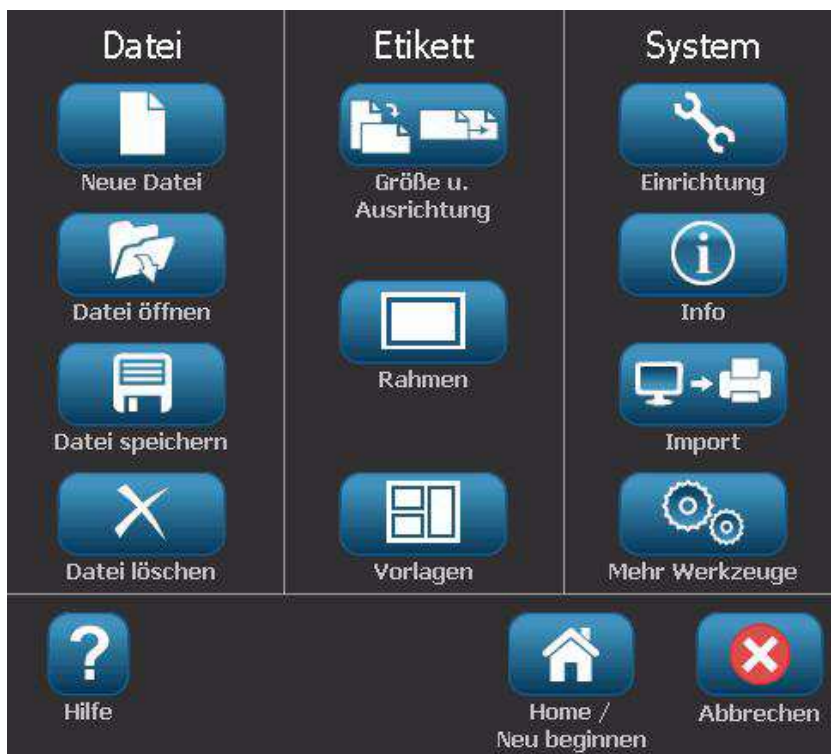 Datei
Neue Datei
Datei öffnen
Datei speichern
Datei löschen
Etikett
Größe u.
Ausrichtung
Rahmen
Vorlagen
System
Einrichtung
Info
Import
Mehr Werkzeuge
?
Hilfe
Home /
Neu beginnen
Abbrechen